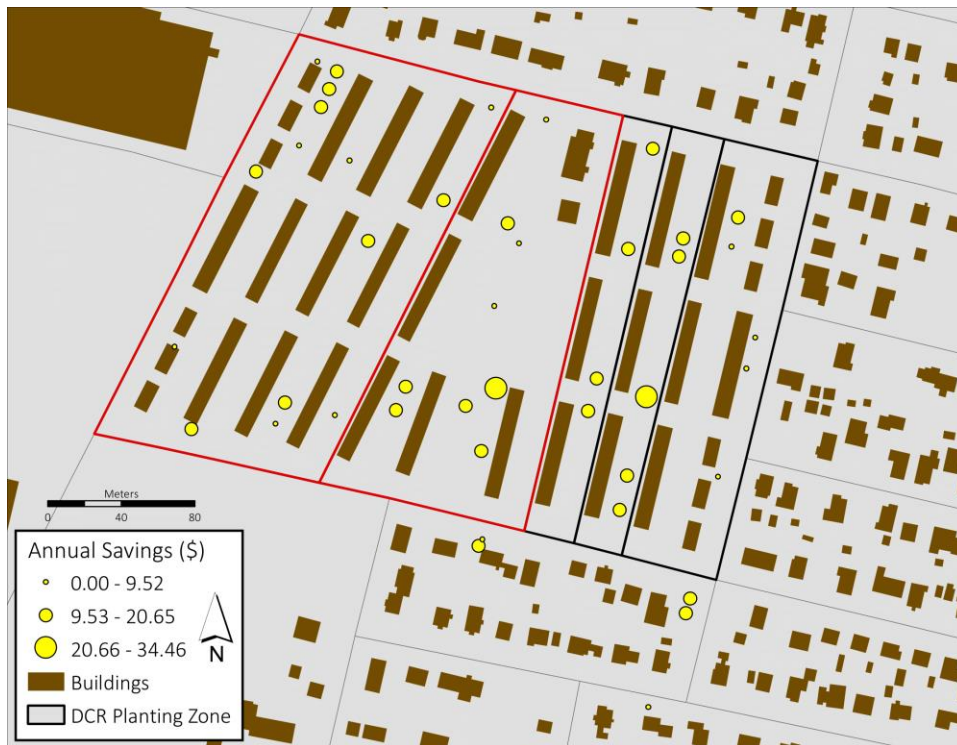 Meters
0 40 80
Annual Savings ($)
0.00 - 9.52
9.53 - 20.65
20.66 - 34.46
N
Buildings
DCR Planting Zone